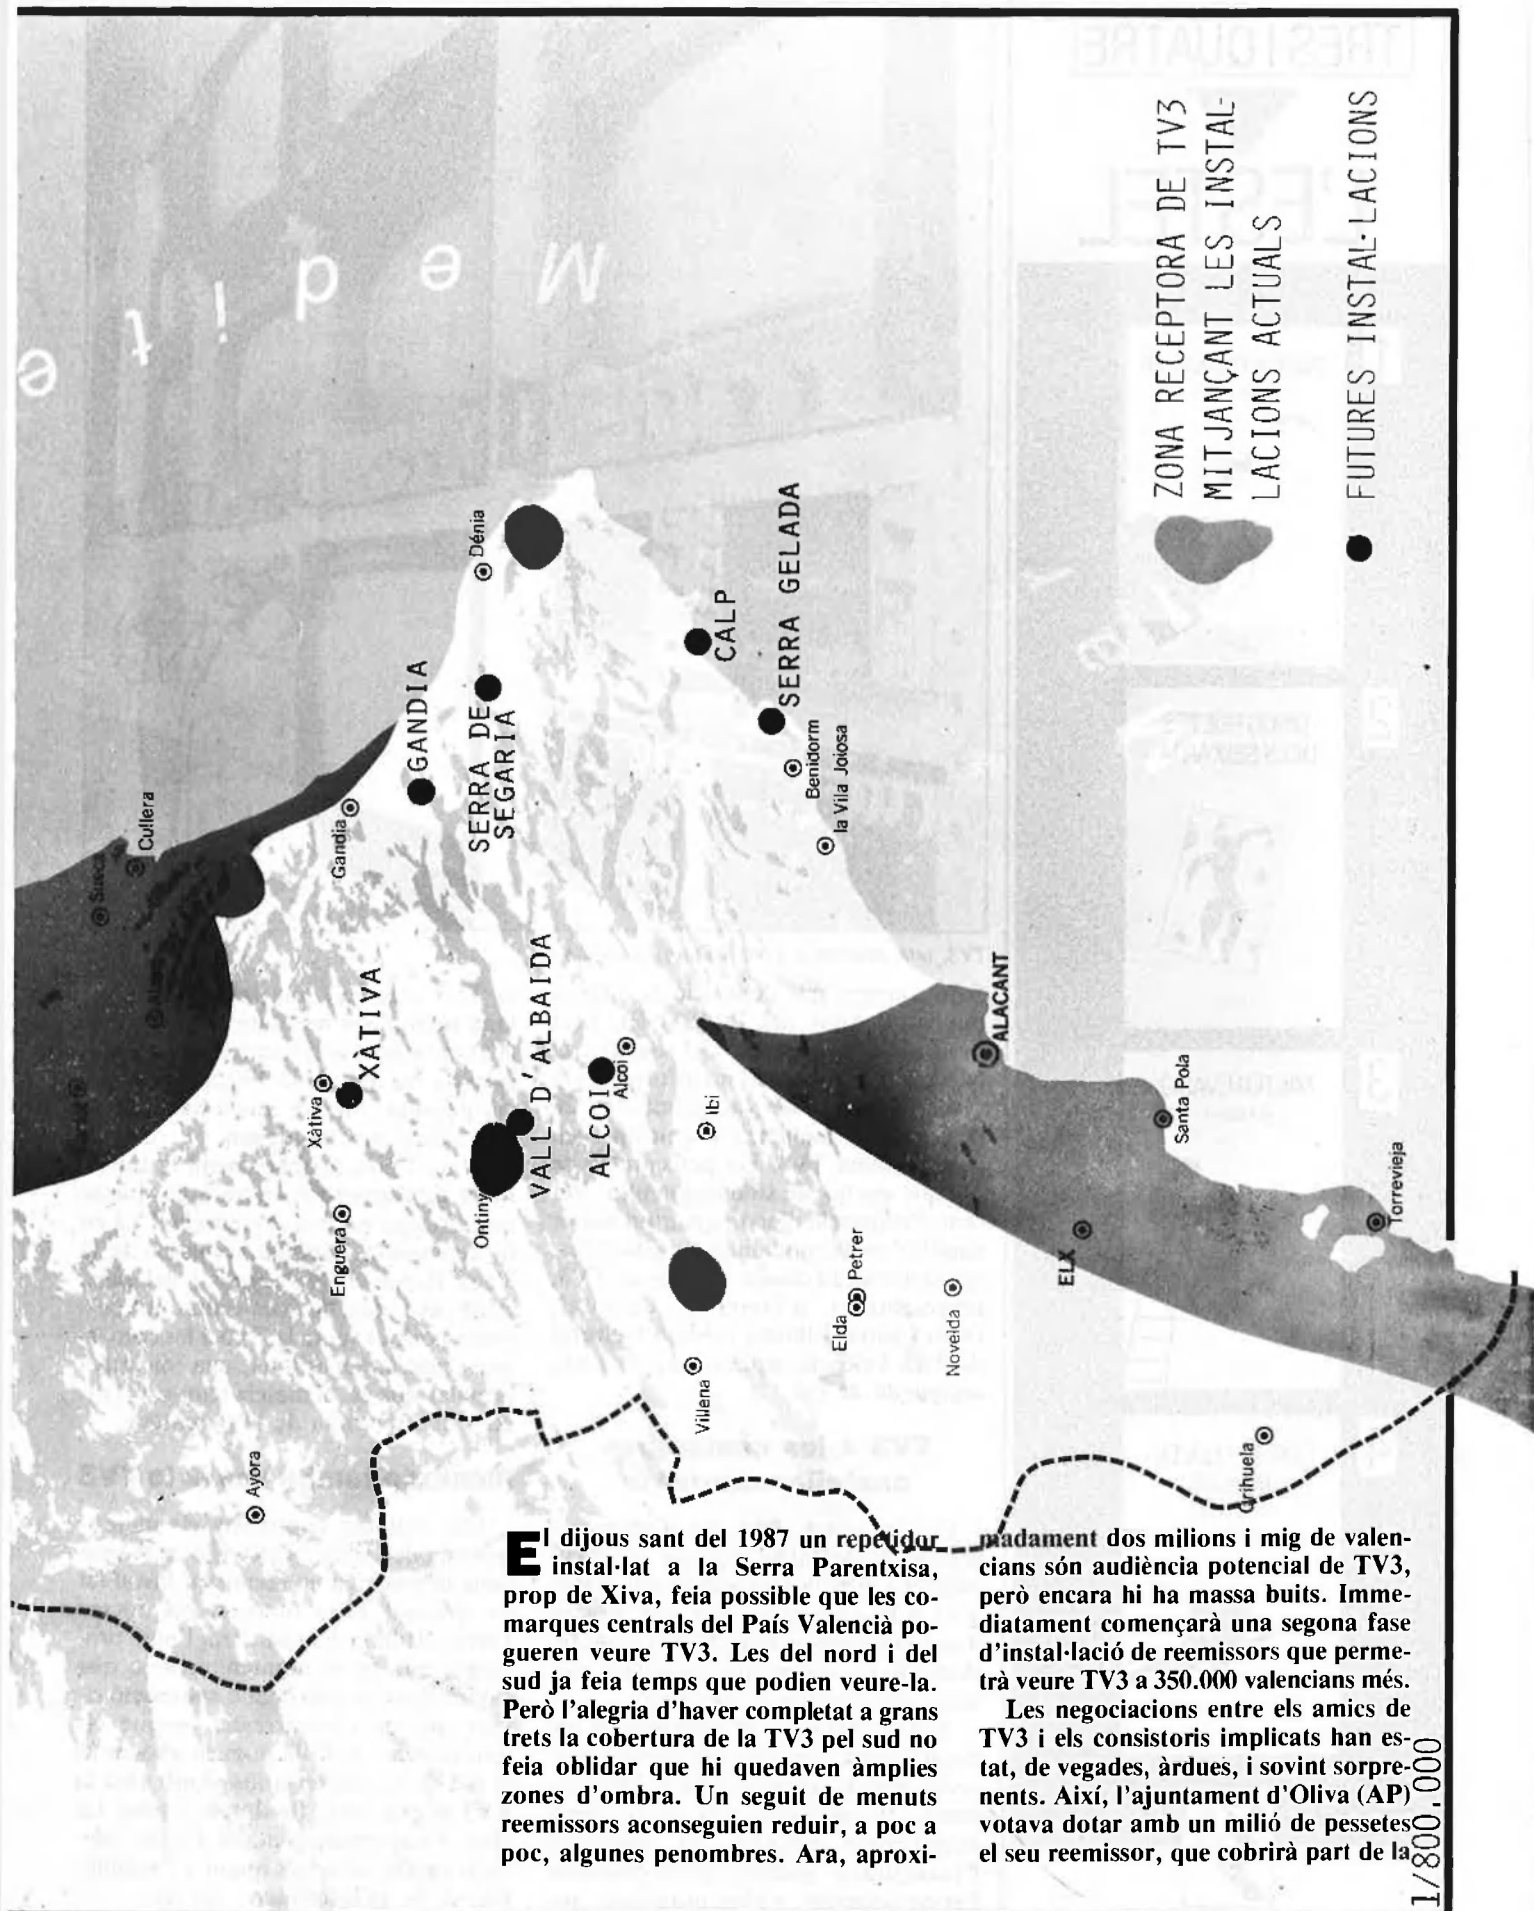 Medite
ZONA RECEPTORA DE TV3
MITJANÇANT LES INSTAL-
LACIONS ACTUALS
FUTURES INSTAL·LACIONS
Sueca
Cullera
Gandia
GANDIA
Dénia
SERRA DE
SEGARIA
CALP
SERRA GELADA
Benidorm
la Vila Joiosa
Xàtiva
XÀTIVA
Enguera
Ontiny
VALL D'ALBAIDA
ALCOI
Alcoi
Ibi
Villena
Elda
Petrer
Novelda
ALACANT
ELX
Santa Pola
Torrevieja
Orihuela
Ayora
El dijous sant del 1987 un repetidor
instal·lat a la Serra Parentxisa,
prop de Xiva, feia possible que les co-
marques centrals del País Valencià po-
gueren veure TV3. Les del nord i del
sud ja feia temps que podien veure-la.
Però l'alegria d'haver completat a grans
trets la cobertura de la TV3 pel sud no
feia oblidar que hi quedaven àmplies
zones d'ombra. Un seguit de menuts
reemissors aconseguien reduir, a poc a
poc, algunes penombres. Ara, aproxi-
madament dos milions i mig de valen-
cians són audiència potencial de TV3,
però encara hi ha massa buits. Imme-
diatament començarà una segona fase
d'instal·lació de reemissors que perme-
trà veure TV3 a 350.000 valencians més.
Les negociacions entre els amics de
TV3 i els consistoris implicats han es-
tat, de vegades, àrdues, i sovint sorpre-
nents. Així, l'ajuntament d'Oliva (AP)
votava dotar amb un milió de pessetes
el seu reemissor, que cobrirà part de la
1/800.000